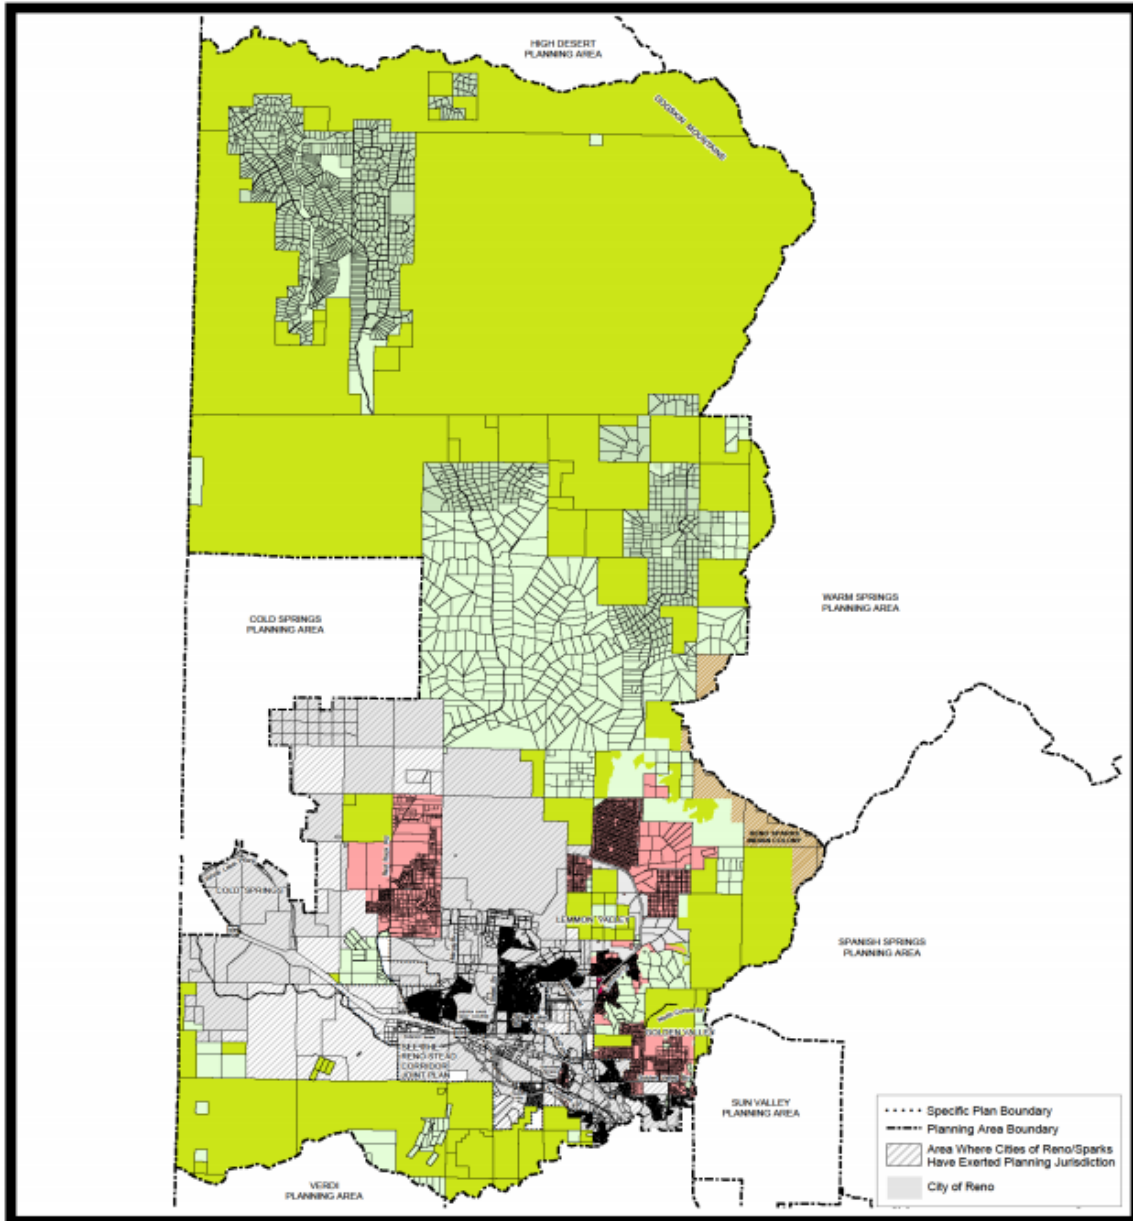 HIGH DESERT
PLANNING AREA
DOGSKIN MOUNTAINS
COLD SPRINGS
PLANNING AREA
WARM SPRINGS
PLANNING AREA
RENO SPARKS
INDIAN COLONY
COLD SPRINGS
LEMMON VALLEY
SPANISH SPRINGS
PLANNING AREA
GOLDEN VALLEY
SEE THE
RENO-STEAD
CORRIDOR
JOINT PLAN
SUN VALLEY
PLANNING AREA
VERDI
PLANNING AREA
Specific Plan Boundary
Planning Area Boundary
Area Where Cities of Reno/Sparks
Have Exerted Planning Jurisdiction
City of Reno